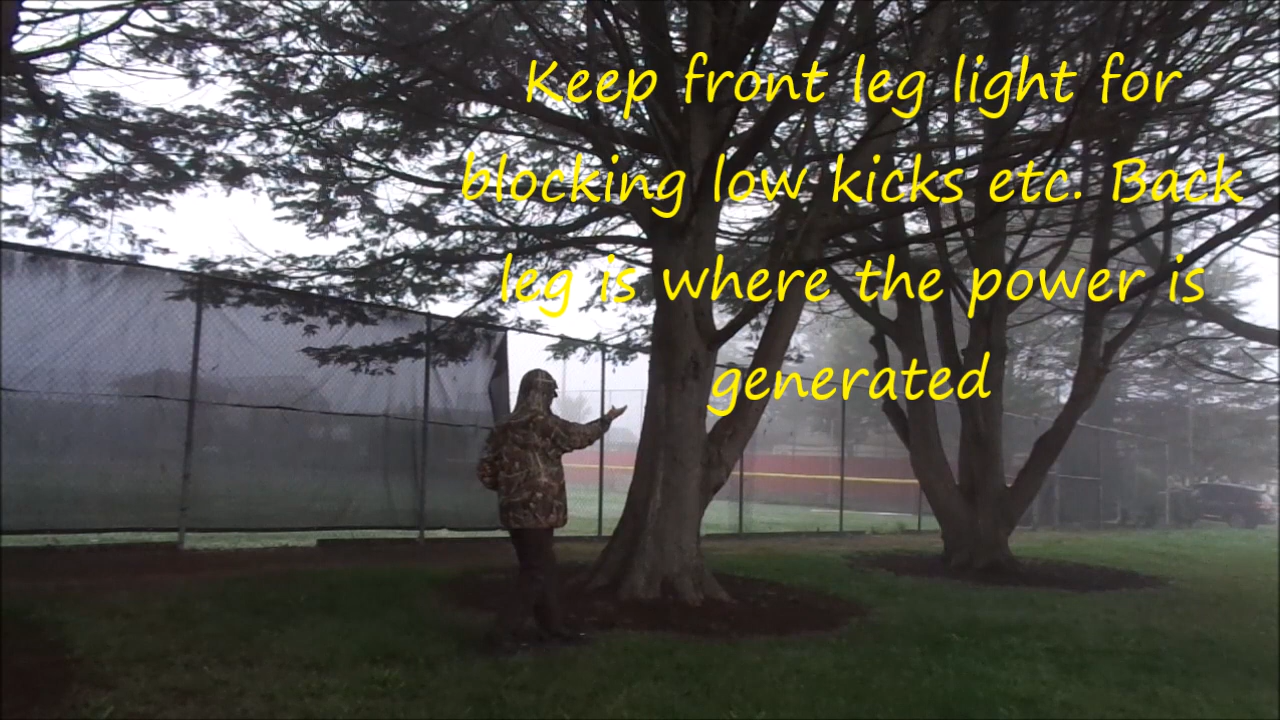 Keep front leg light for
blocking low kicks etc. Back
leg is where the power is
generated